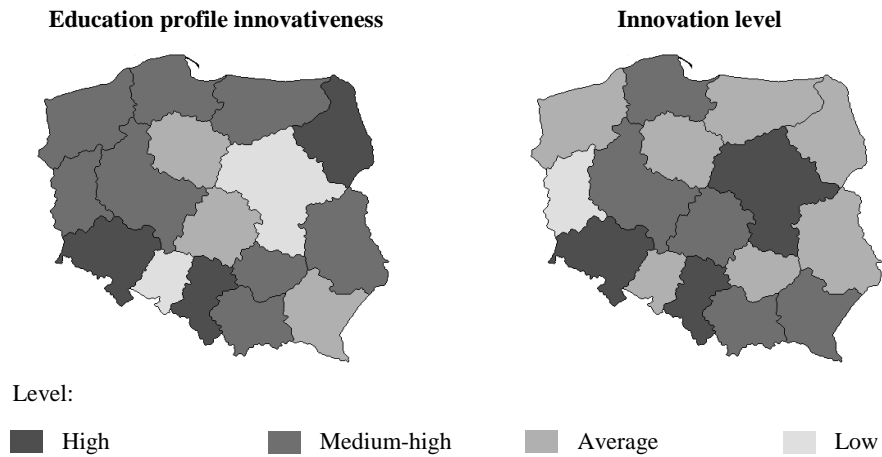 Education profile innovativeness
Innovation level
Level:
High
Medium-high
Average
Low